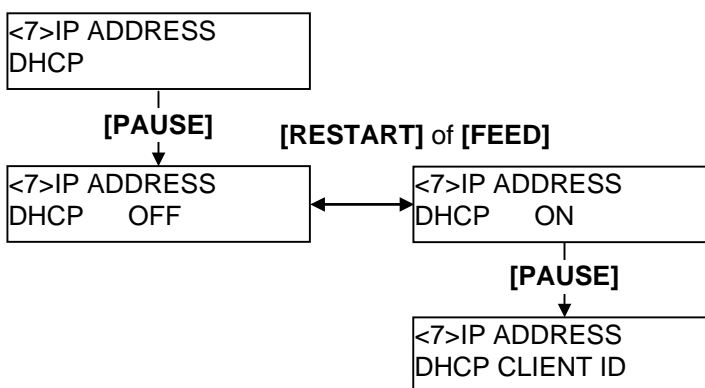 <7>IP ADDRESS
DHCP
[PAUSE]
[RESTART] of [FEED]
<7>IP ADDRESS
DHCP OFF
<7>IP ADDRESS
DHCP ON
[PAUSE]
<7>IP ADDRESS
DHCP CLIENT ID